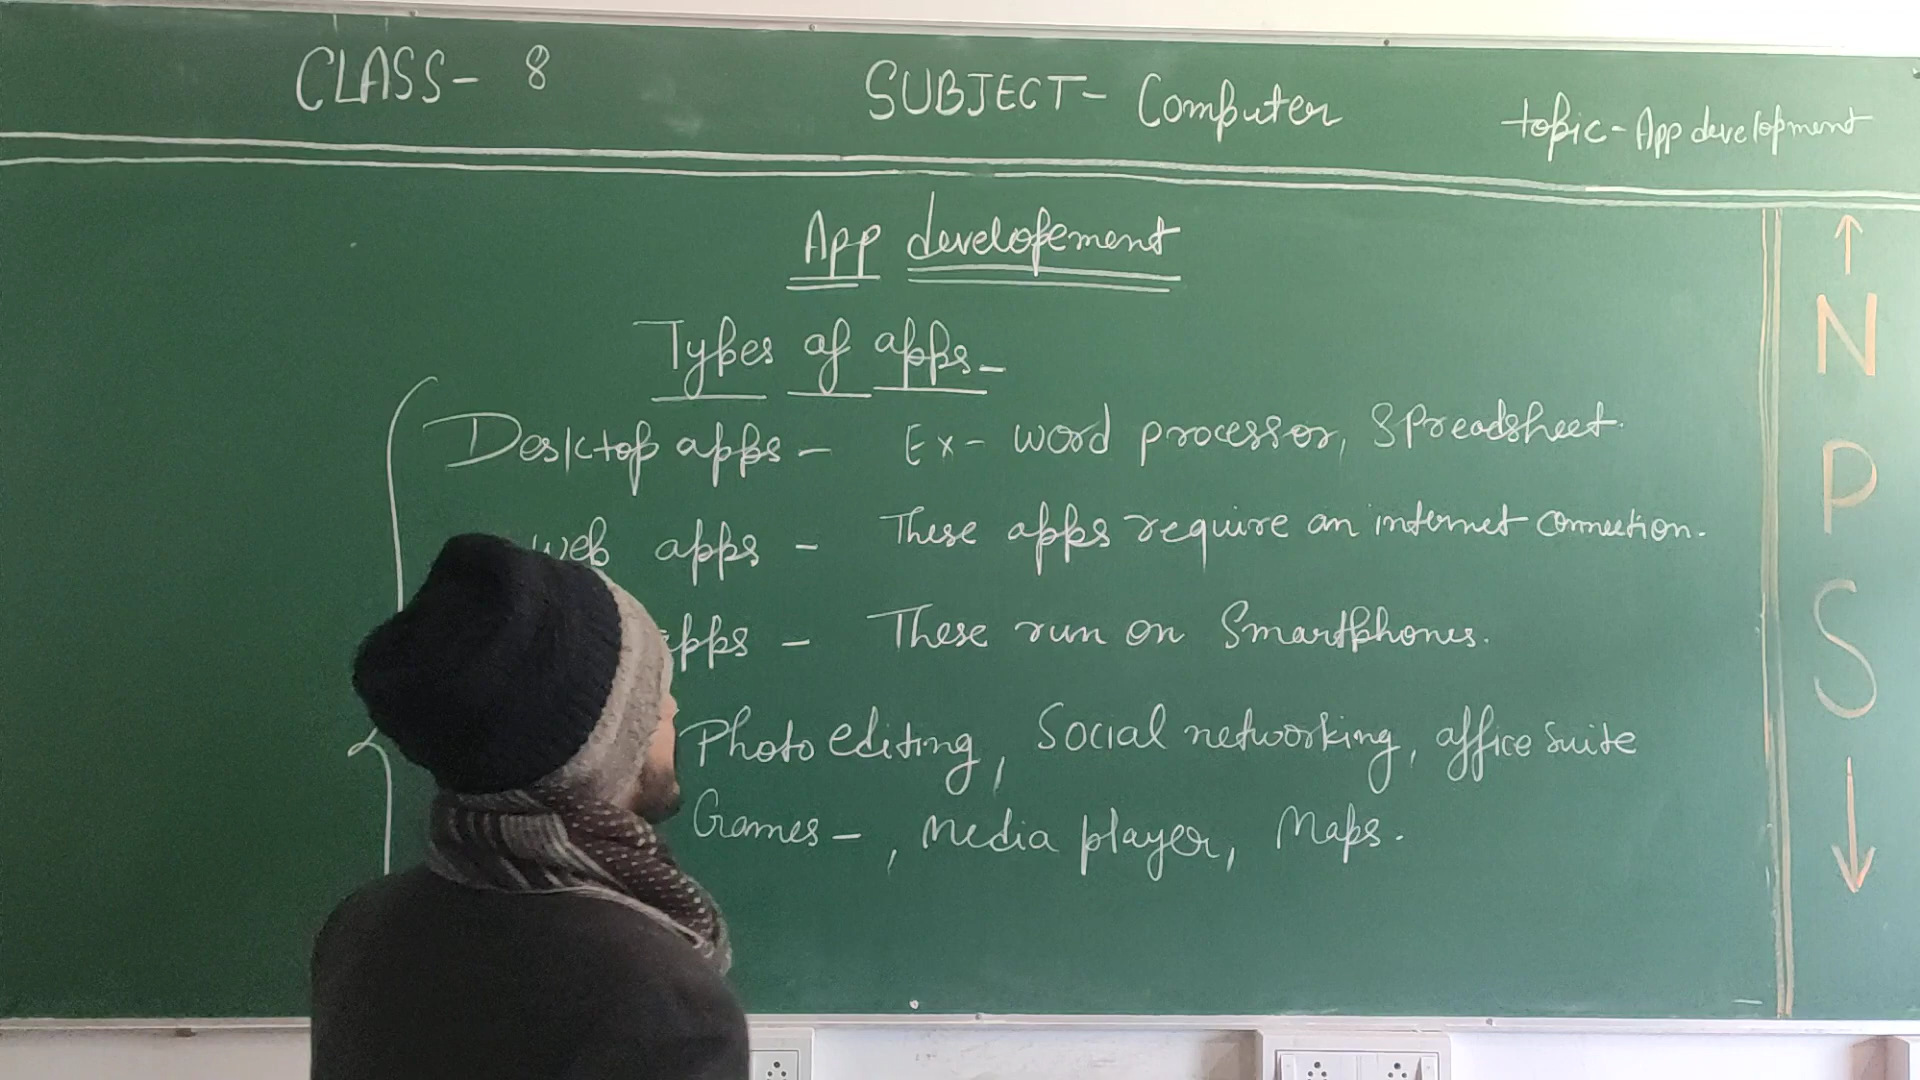 CLASS- 8
SUBJECT- Computer
topic- App development
App developement
Types of apps-
Desktop apps - Ex- word processor, Spreadsheet.
web apps - These apps require an internet connection.
apps - These run on Smartphones.
Photo editing, Social networking, office suite
Games - , media player, Maps.
N
P
S